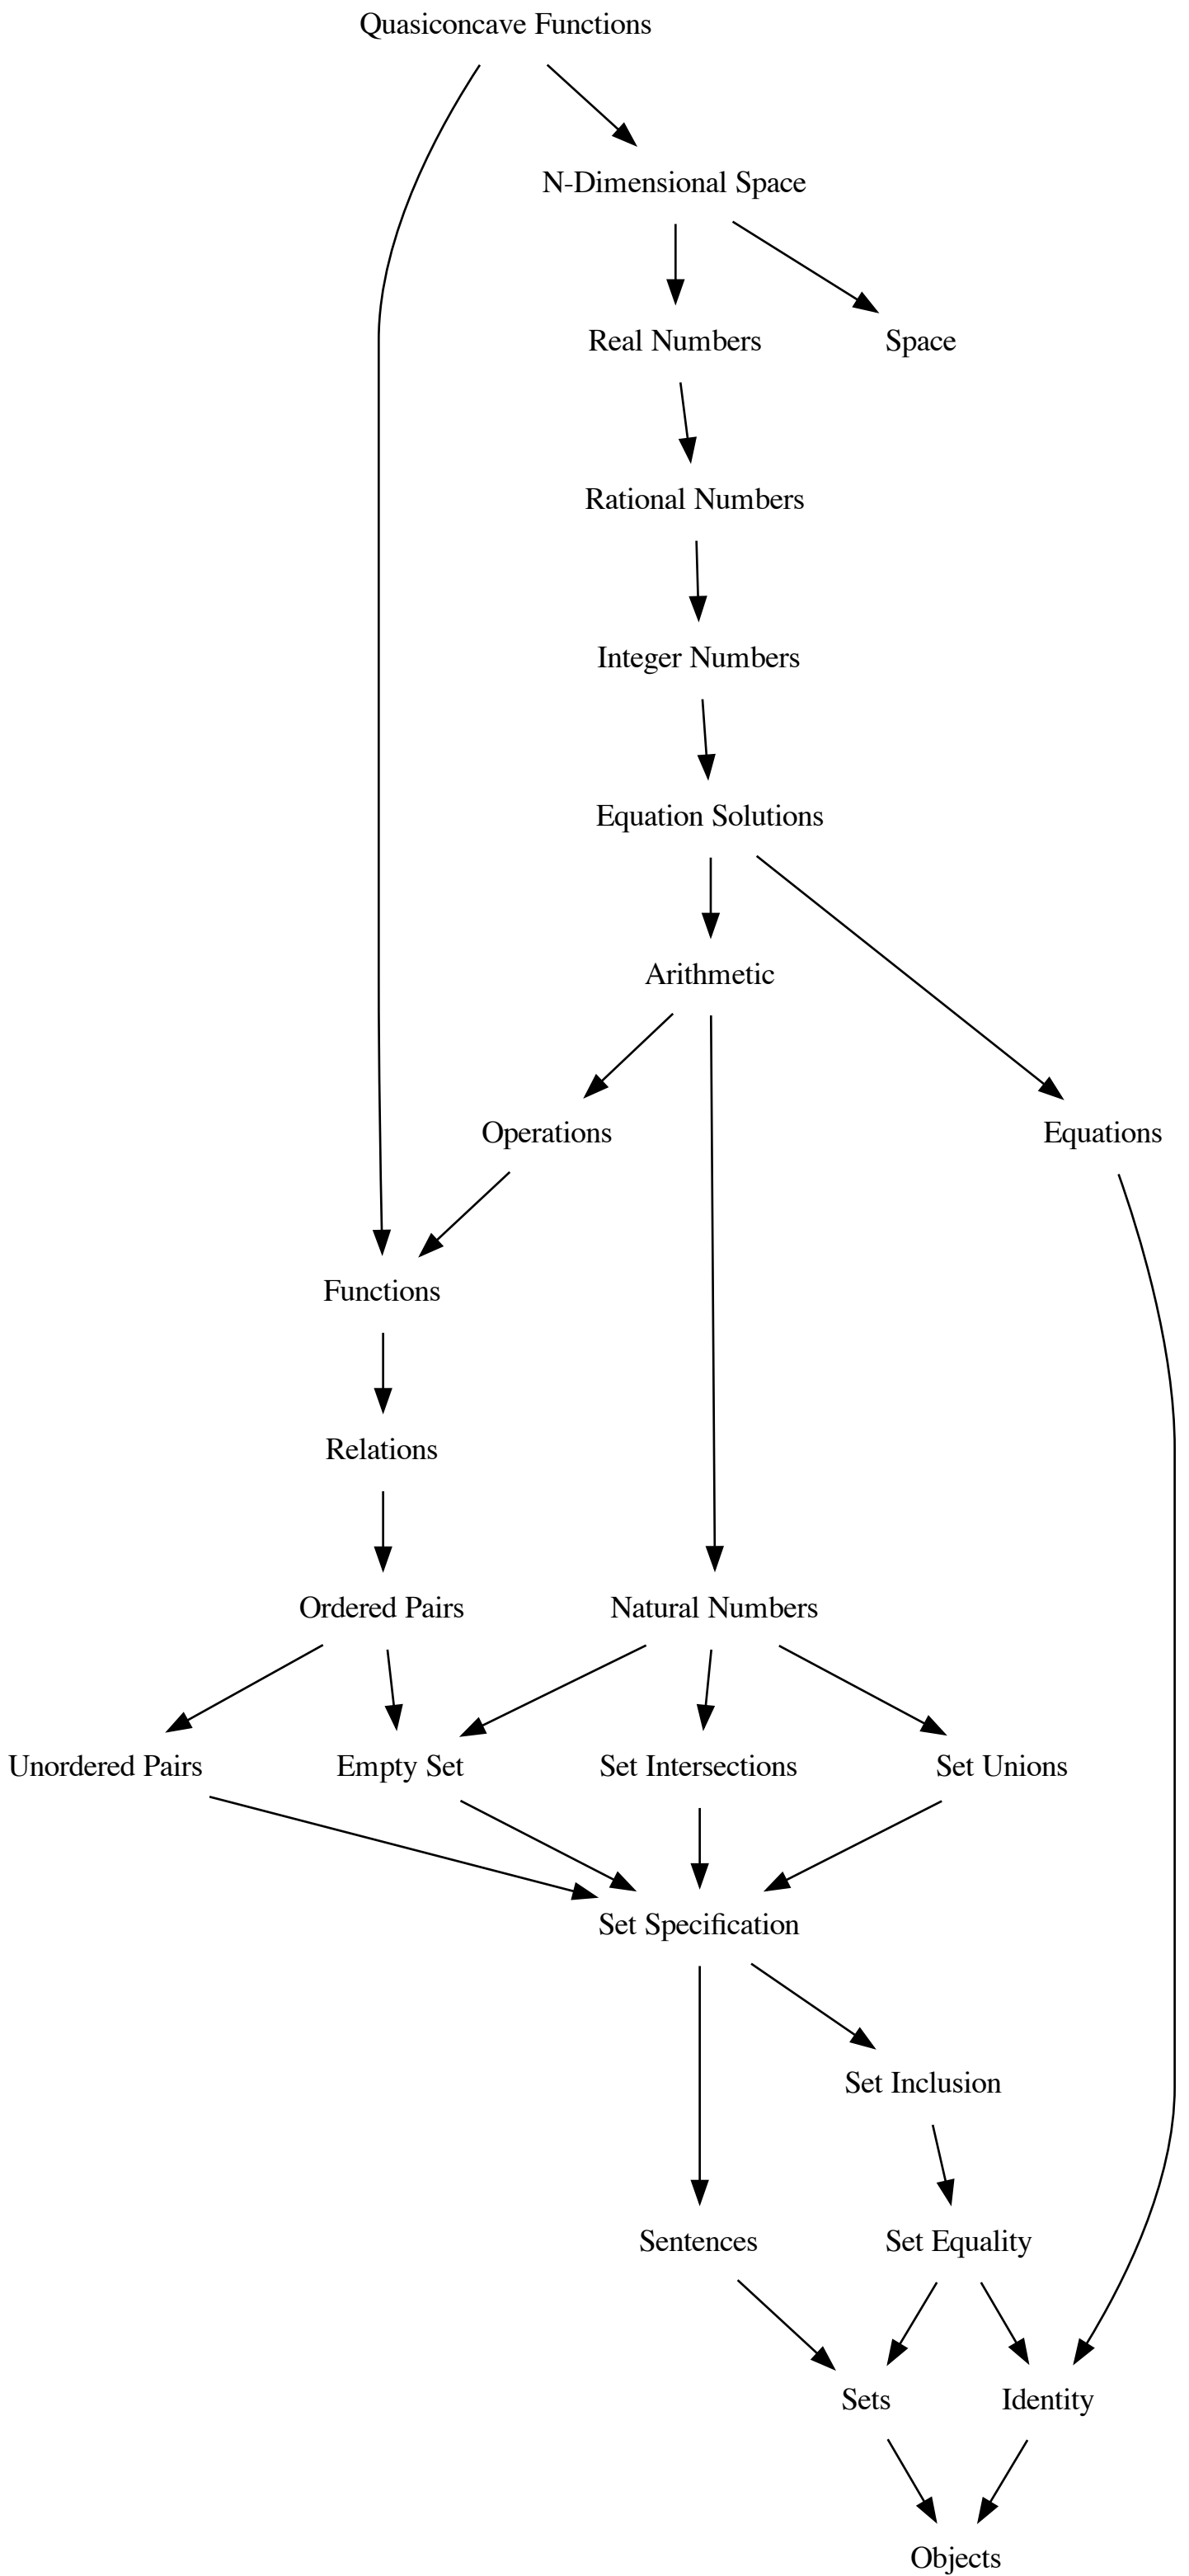 Quasiconcave Functions
N-Dimensional Space
Real Numbers
Space
Rational Numbers
Integer Numbers
Equation Solutions
Arithmetic
Operations
Equations
Functions
Relations
Ordered Pairs
Natural Numbers
Unordered Pairs
Empty Set
Set Intersections
Set Unions
Set Specification
Set Inclusion
Sentences
Set Equality
Sets
Identity
Objects